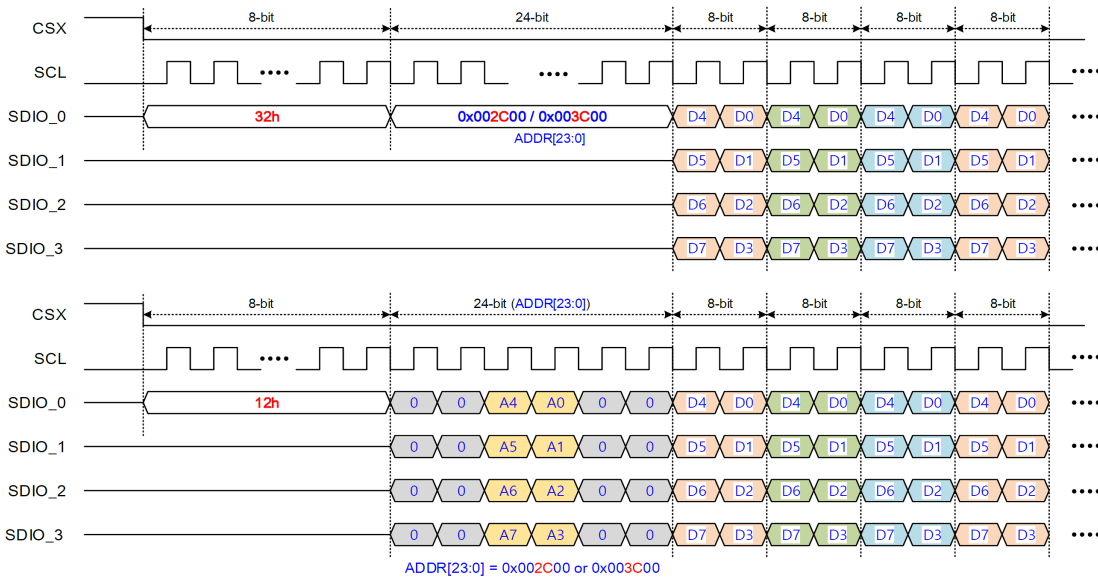 8-bit 24-bit 8-bit 8-bit 8-bit 8-bit
CSX
SCL
SDIO_0 32h 0x002C00 / 0x003C00 D4 D0 D4 D0 D4 D0 D4 D0
ADDR[23:0]
SDIO_1 D5 D1 D5 D1 D5 D1 D5 D1
SDIO_2 D6 D2 D6 D2 D6 D2 D6 D2
SDIO_3 D7 D3 D7 D3 D7 D3 D7 D3
8-bit 24-bit (ADDR[23:0]) 8-bit 8-bit 8-bit 8-bit
CSX
SCL
SDIO_0 12h 0 0 A4 A0 0 0 D4 D0 D4 D0 D4 D0 D4 D0
SDIO_1 0 0 A5 A1 0 0 D5 D1 D5 D1 D5 D1 D5 D1
SDIO_2 0 0 A6 A2 0 0 D6 D2 D6 D2 D6 D2 D6 D2
SDIO_3 0 0 A7 A3 0 0 D7 D3 D7 D3 D7 D3 D7 D3
ADDR[23:0] = 0x002C00 or 0x003C00